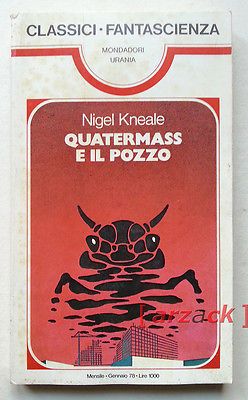 CLASSICI • FANTASCIENZA
MONDADORI
URANIA
Nigel Kneale
QUATERMASS
E IL POZZO
[arzack]
Mensile • Gennaio 78 • Lire 1000